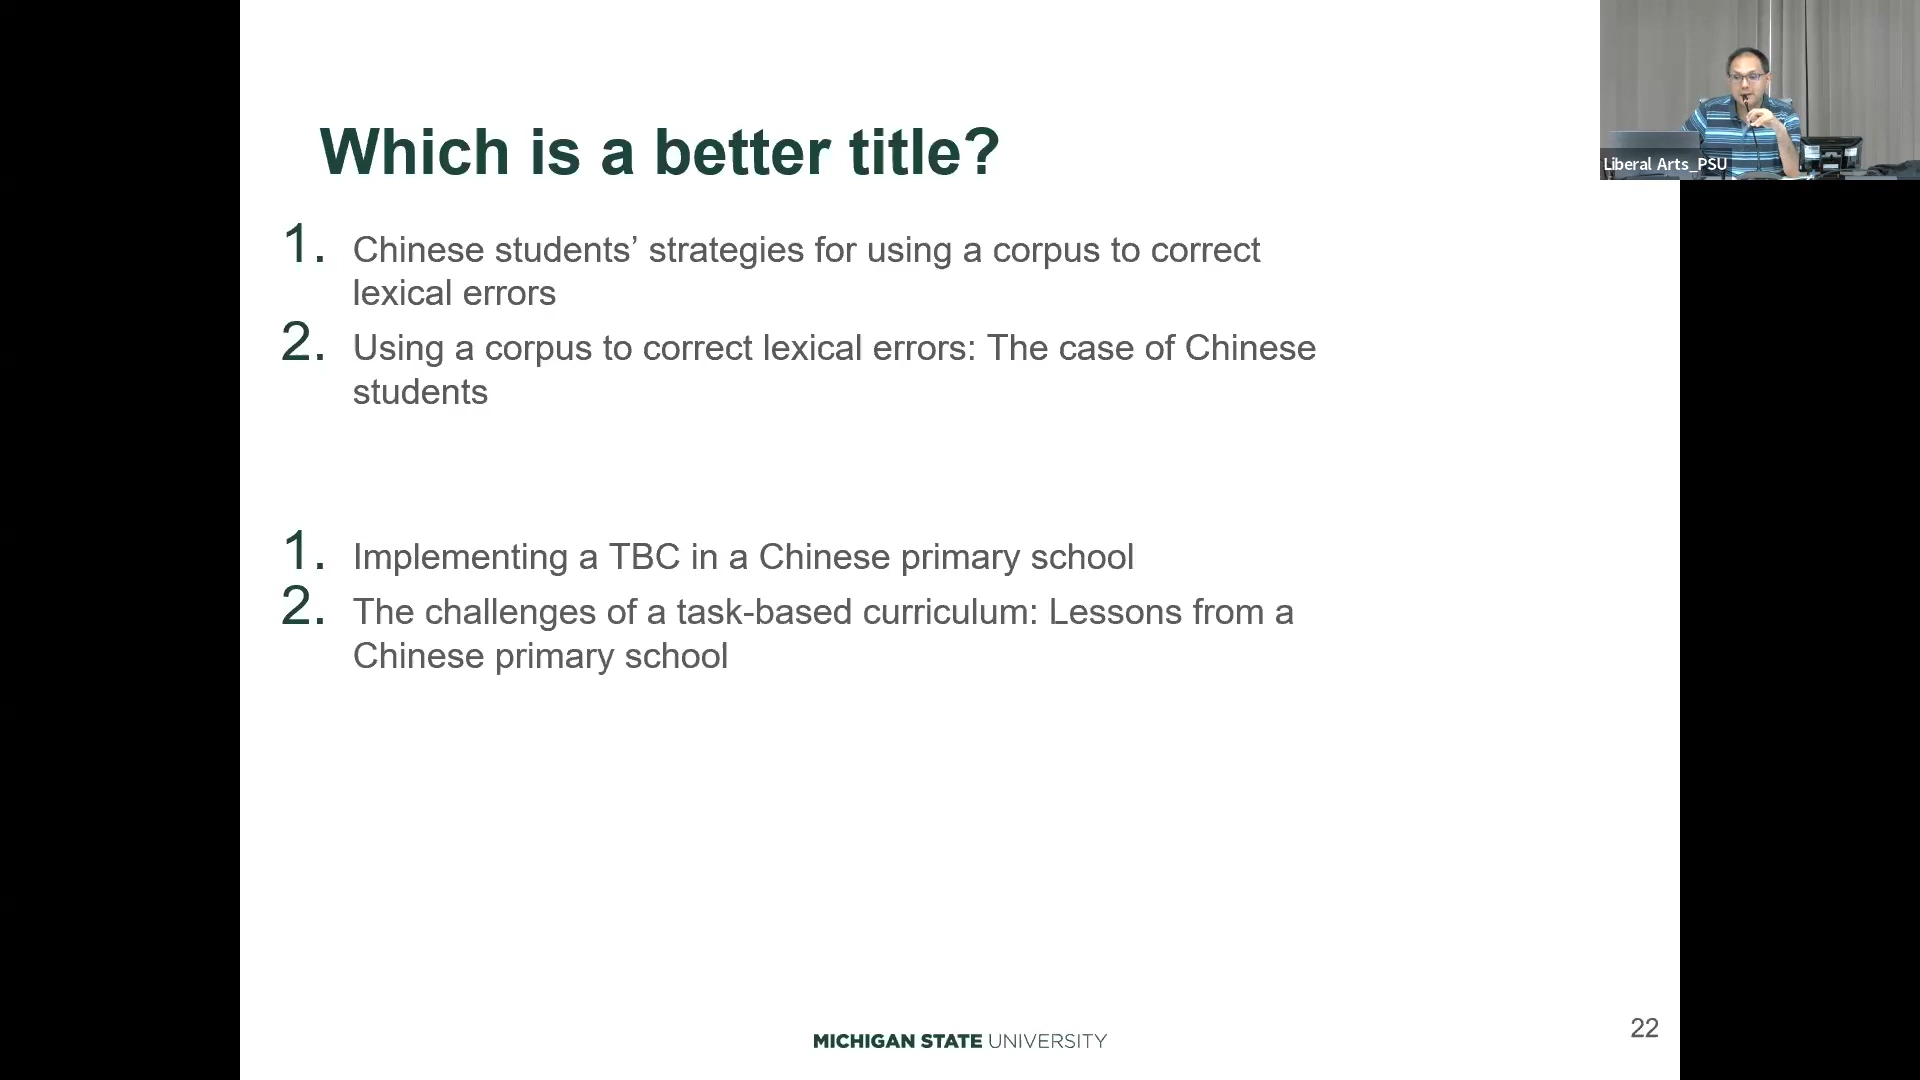 Which is a better title?
1. Chinese students’ strategies for using a corpus to correct
lexical errors
2. Using a corpus to correct lexical errors: The case of Chinese
students
1. Implementing a TBC in a Chinese primary school
2. The challenges of a task-based curriculum: Lessons from a
Chinese primary school
MICHIGAN STATE UNIVERSITY
22
Liberal Arts_PSU